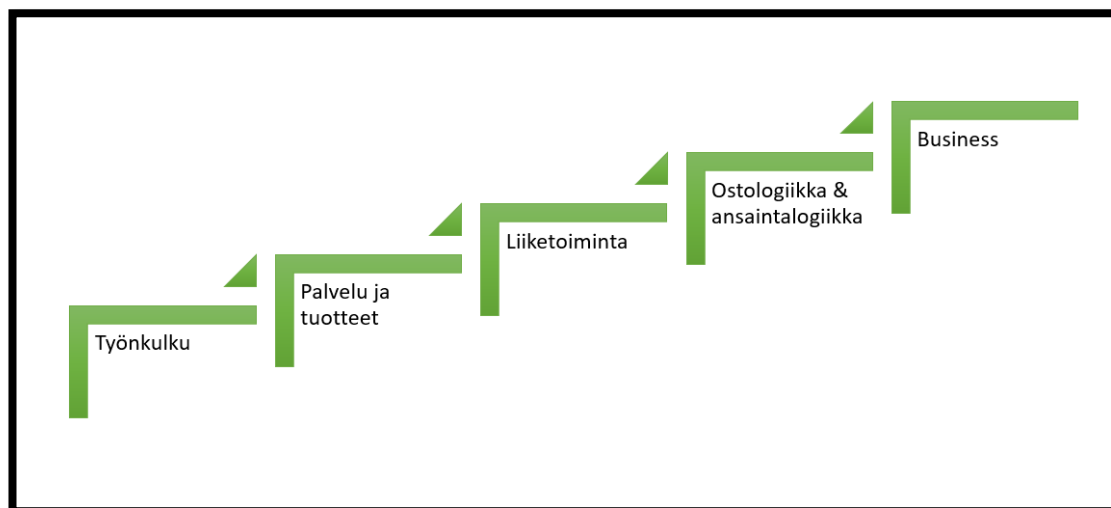 Työnkulku
Palvelu ja
tuotteet
Liiketoiminta
Ostologiikka &
ansaintalogiikka
Business